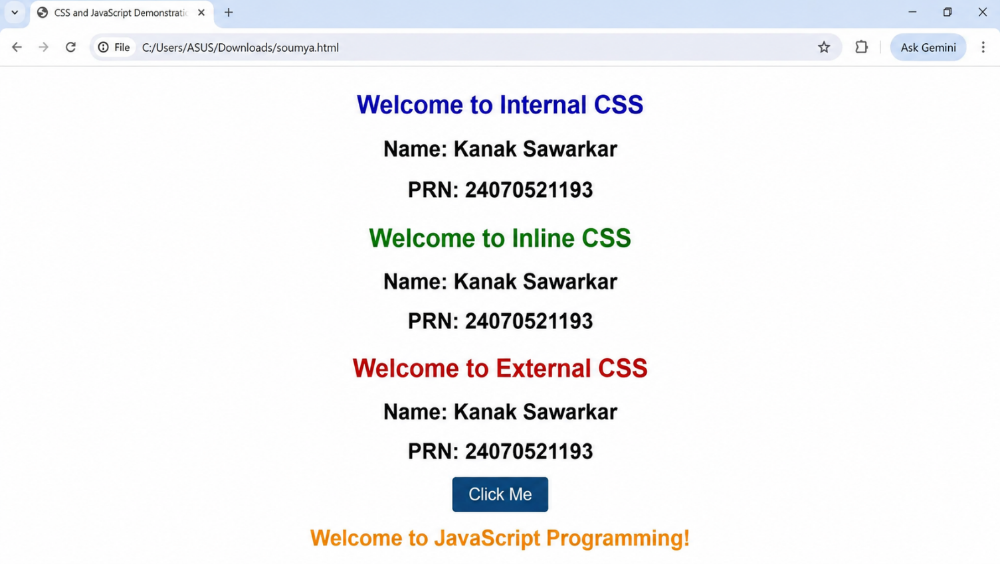 CSS and JavaScript Demonstratio
File C:/Users/ASUS/Downloads/soumya.html Ask Gemini
Welcome to Internal CSS
Name: Kanak Sawarkar
PRN: 24070521193
Welcome to Inline CSS
Name: Kanak Sawarkar
PRN: 24070521193
Welcome to External CSS
Name: Kanak Sawarkar
PRN: 24070521193
Click Me
Welcome to JavaScript Programming!